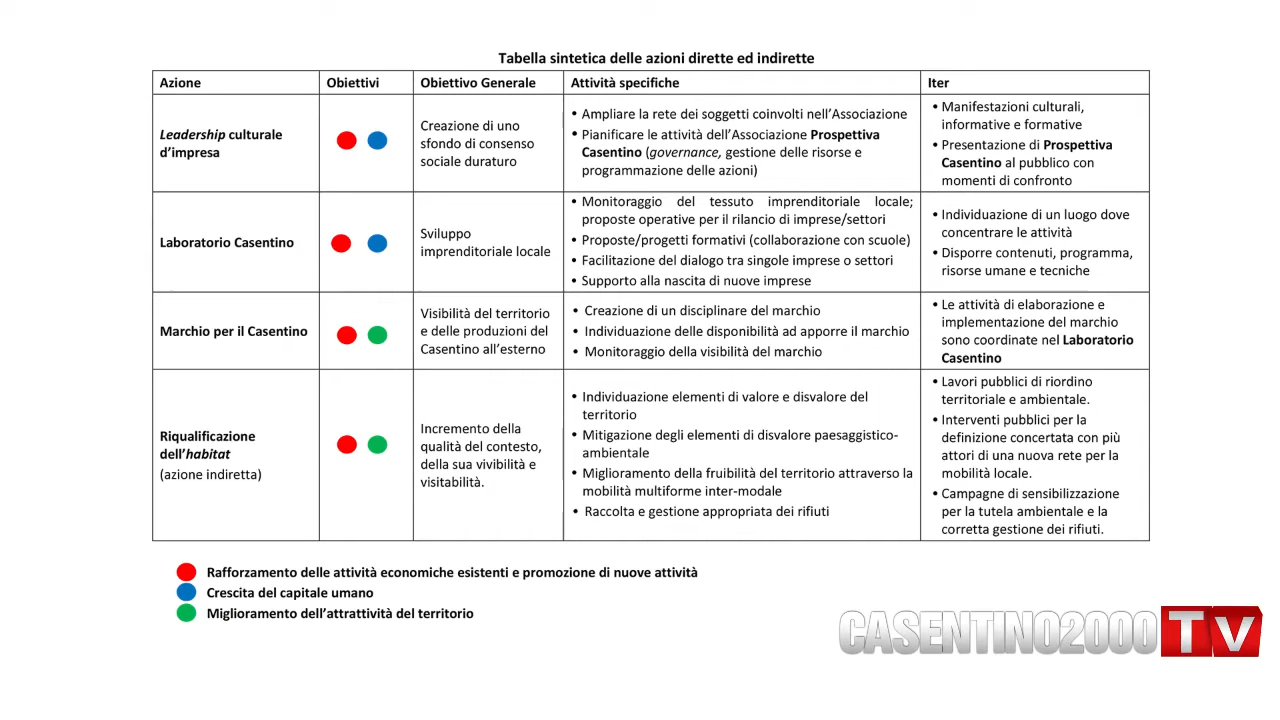 Tabella sintetica delle azioni dirette ed indirette
Azione
Obiettivi
Obiettivo Generale
Attività specifiche
Iter
Leadership culturale
d'impresa
Creazione di uno
sfondo di consenso
sociale duraturo
• Ampliare la rete dei soggetti coinvolti nell'Associazione
• Pianificare le attività dell'Associazione Prospettiva
Casentino (governance, gestione delle risorse e
programmazione delle azioni)
• Manifestazioni culturali,
informative e formative
• Presentazione di Prospettiva
Casentino al pubblico con
momenti di confronto
Laboratorio Casentino
Sviluppo
imprenditoriale locale
• Monitoraggio del tessuto imprenditoriale locale;
proposte operative per il rilancio di imprese/settori
• Proposte/progetti formativi (collaborazione con scuole)
• Facilitazione del dialogo tra singole imprese o settori
• Supporto alla nascita di nuove imprese
• Individuazione di un luogo dove
concentrare le attività
• Disporre contenuti, programma,
risorse umane e tecniche
Marchio per il Casentino
Visibilità del territorio
e delle produzioni del
Casentino all'esterno
• Creazione di un disciplinare del marchio
• Individuazione delle disponibilità ad apporre il marchio
• Monitoraggio della visibilità del marchio
• Le attività di elaborazione e
implementazione del marchio
sono coordinate nel Laboratorio
Casentino
Riqualificazione
dell'habitat
(azione indiretta)
Incremento della
qualità del contesto,
della sua vivibilità e
visitabilità.
• Individuazione elementi di valore e disvalore del
territorio
• Mitigazione degli elementi di disvalore paesaggistico-
ambientale
• Miglioramento della fruibilità del territorio attraverso la
mobilità multiforme inter-modale
• Raccolta e gestione appropriata dei rifiuti
• Lavori pubblici di riordino
territoriale e ambientale.
• Interventi pubblici per la
definizione concertata con più
attori di una nuova rete per la
mobilità locale.
• Campagne di sensibilizzazione
per la tutela ambientale e la
corretta gestione dei rifiuti.
Rafforzamento delle attività economiche esistenti e promozione di nuove attività
Crescita del capitale umano
Miglioramento dell'attrattività del territorio
CASENTINO2000 TV